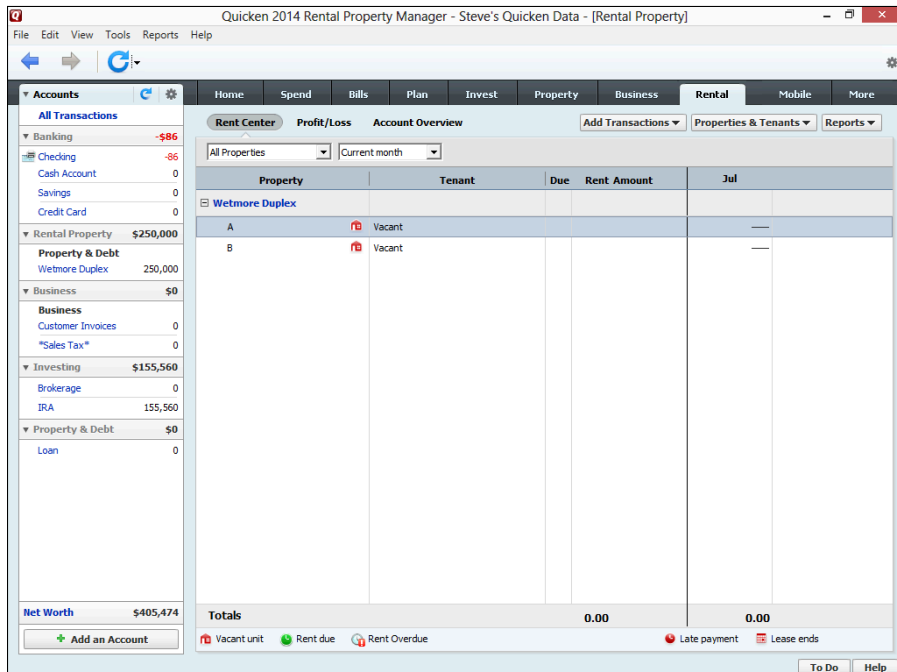 Quicken 2014 Rental Property Manager - Steve's Quicken Data - [Rental Property]
File Edit View Tools Reports Help
Accounts
All Transactions
Banking -$86
Checking -86
Cash Account 0
Savings 0
Credit Card 0
Rental Property $250,000
Property & Debt
Wetmore Duplex 250,000
Business $0
Business
Customer Invoices 0
*Sales Tax* 0
Investing $155,560
Brokerage 0
IRA 155,560
Property & Debt $0
Loan 0
Net Worth $405,474
Add an Account
Home Spend Bills Plan Invest Property Business Rental Mobile More
Rent Center Profit/Loss Account Overview Add Transactions Properties & Tenants Reports
All Properties Current month
Property Tenant Due Rent Amount Jul
Wetmore Duplex
A Vacant
B Vacant
Totals 0.00 0.00
Vacant unit Rent due Rent Overdue Late payment Lease ends
To Do Help